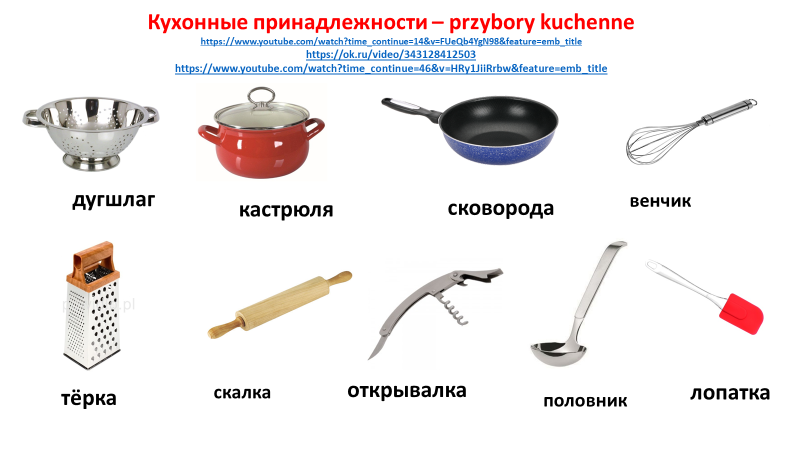 Кухонные принадлежности – przybory kuchenne
https://www.youtube.com/watch?time_continue=14&v=FUeQb4YgN98&feature=emb_title
https://ok.ru/video/343128412503
https://www.youtube.com/watch?time_continue=46&v=HRy1JiiRrbw&feature=emb_title
дугшлаг
кастрюля
сковорода
венчик
тёрка
скалка
открывалка
половник
лопатка